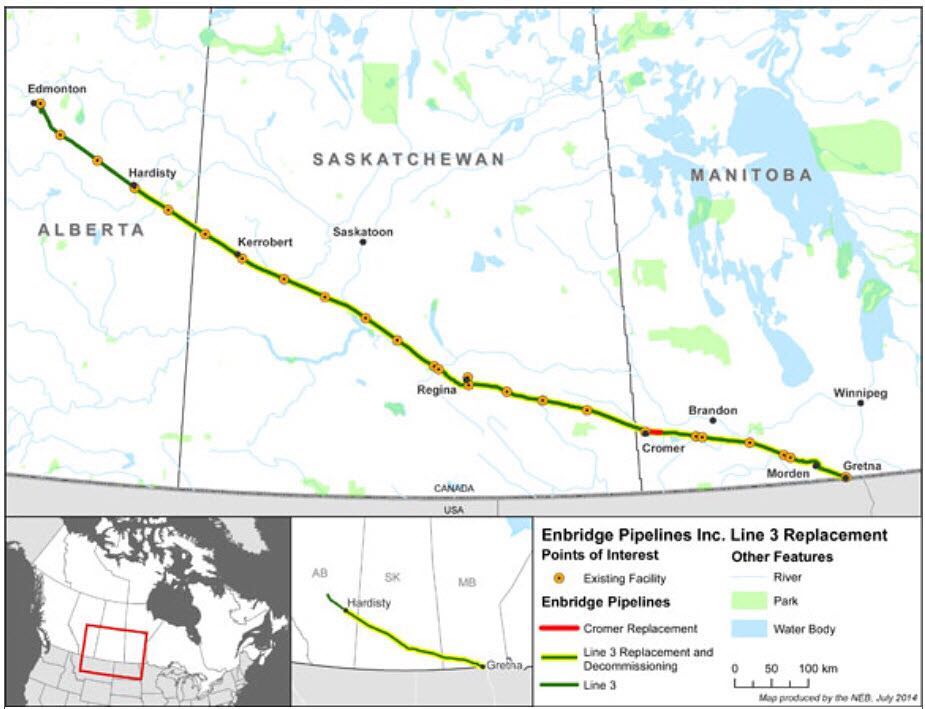 Edmonton
Hardisty
SASKATCHEWAN
MANITOBA
ALBERTA
Saskatoon
Kerrobert
Regina
Winnipeg
Brandon
Cromer
Morden
Gretna
CANADA
USA
AB
SK
MB
Hardisty
Gretna
Enbridge Pipelines Inc. Line 3 Replacement
Points of Interest
Existing Facility
Enbridge Pipelines
Cromer Replacement
Line 3 Replacement and
Decommissioning
Line 3
Other Features
River
Park
Water Body
0 50 100 km
Map produced by the NEB, July 2014